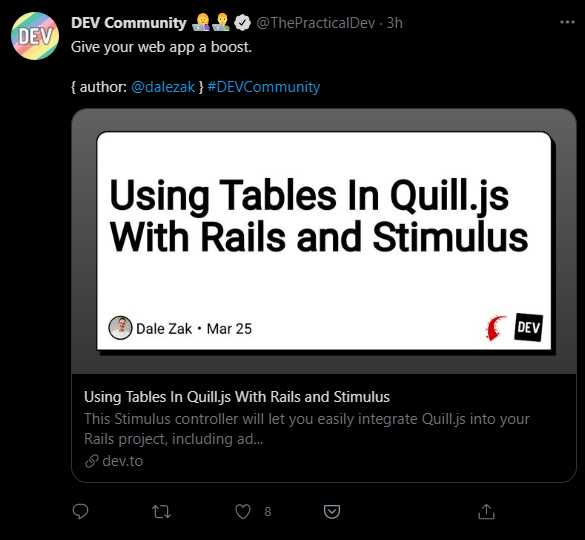 DEV
DEV Community 👩‍💻👨‍💻 @ThePracticalDev · 3h
Give your web app a boost.
{ author: @dalezak } #DEVCommunity
Using Tables In Quill.js
With Rails and Stimulus
Dale Zak • Mar 25
DEV
Using Tables In Quill.js With Rails and Stimulus
This Stimulus controller will let you easily integrate Quill.js into your
Rails project, including ad...
dev.to
8